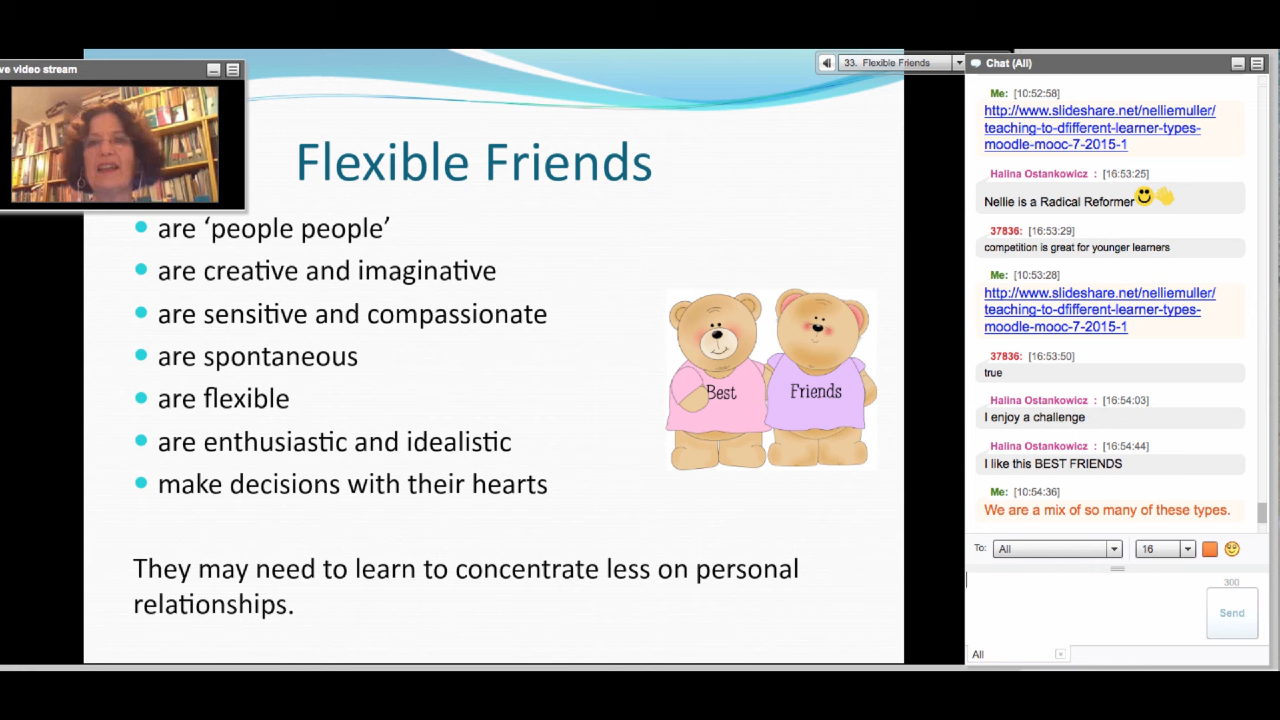 ve video stream
33. Flexible Friends
Flexible Friends
are ‘people people’
are creative and imaginative
are sensitive and compassionate
are spontaneous
are flexible
are enthusiastic and idealistic
make decisions with their hearts
They may need to learn to concentrate less on personal
relationships.
Best
Friends
Chat (All)
Me: [10:52:58]
http://www.slideshare.net/nelliemuller/
teaching-to-dfifferent-learner-types-
moodle-mooc-7-2015-1
Halina Ostankowicz : [16:53:25]
Nellie is a Radical Reformer
37836: [16:53:29]
competition is great for younger learners
Me: [10:53:28]
http://www.slideshare.net/nelliemuller/
teaching-to-dfifferent-learner-types-
moodle-mooc-7-2015-1
37836: [16:53:50]
true
Halina Ostankowicz : [16:54:03]
I enjoy a challenge
Halina Ostankowicz : [16:54:44]
I like this BEST FRIENDS
Me: [10:54:36]
We are a mix of so many of these types.
To: All 16
300
Send
All